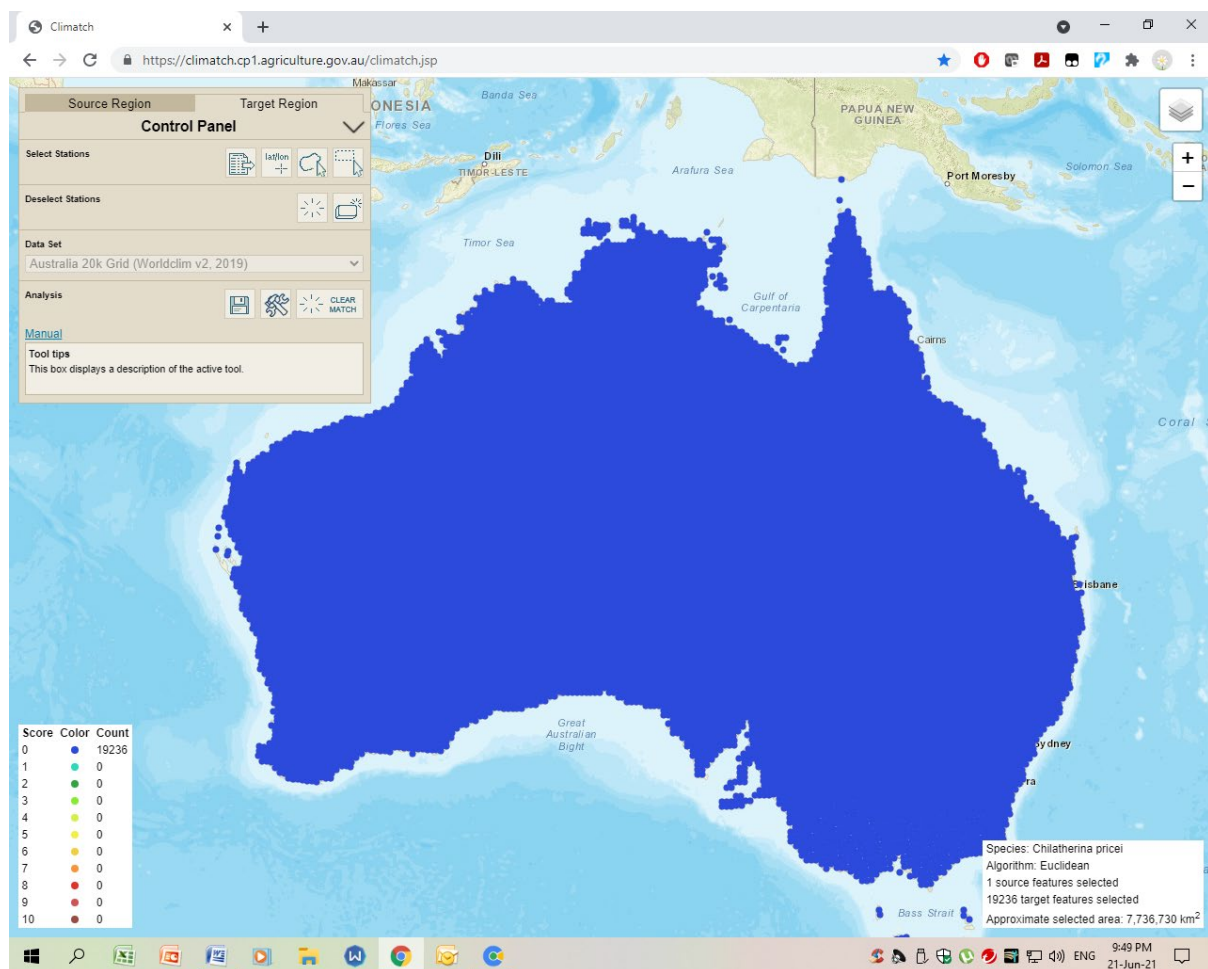 Climatch
https://climatch.cp1.agriculture.gov.au/climatch.jsp
Source Region Target Region
Control Panel
Select Stations
lat/lon
Deselect Stations
Data Set
Australia 20k Grid (Worldclim v2, 2019)
Analysis
CLEAR
MATCH
Manual
Tool tips
This box displays a description of the active tool.
Makassar
ONESIA
Banda Sea
Flores Sea
PAPUA NEW
GUINEA
Dili
TIMOR-LESTE
Arafura Sea
Port Moresby
Solomon Sea
+
−
Timor Sea
Gulf of
Carpentaria
Cairns
Coral
Brisbane
Great
Australian
Bight
Sydney
ra
Bass Strait
Score Color Count
0 19236
1 0
2 0
3 0
4 0
5 0
6 0
7 0
8 0
9 0
10 0
Species: Chilatherina pricei
Algorithm: Euclidean
1 source features selected
19236 target features selected
Approximate selected area: 7,736,730 km²
ENG
9:49 PM
21-Jun-21